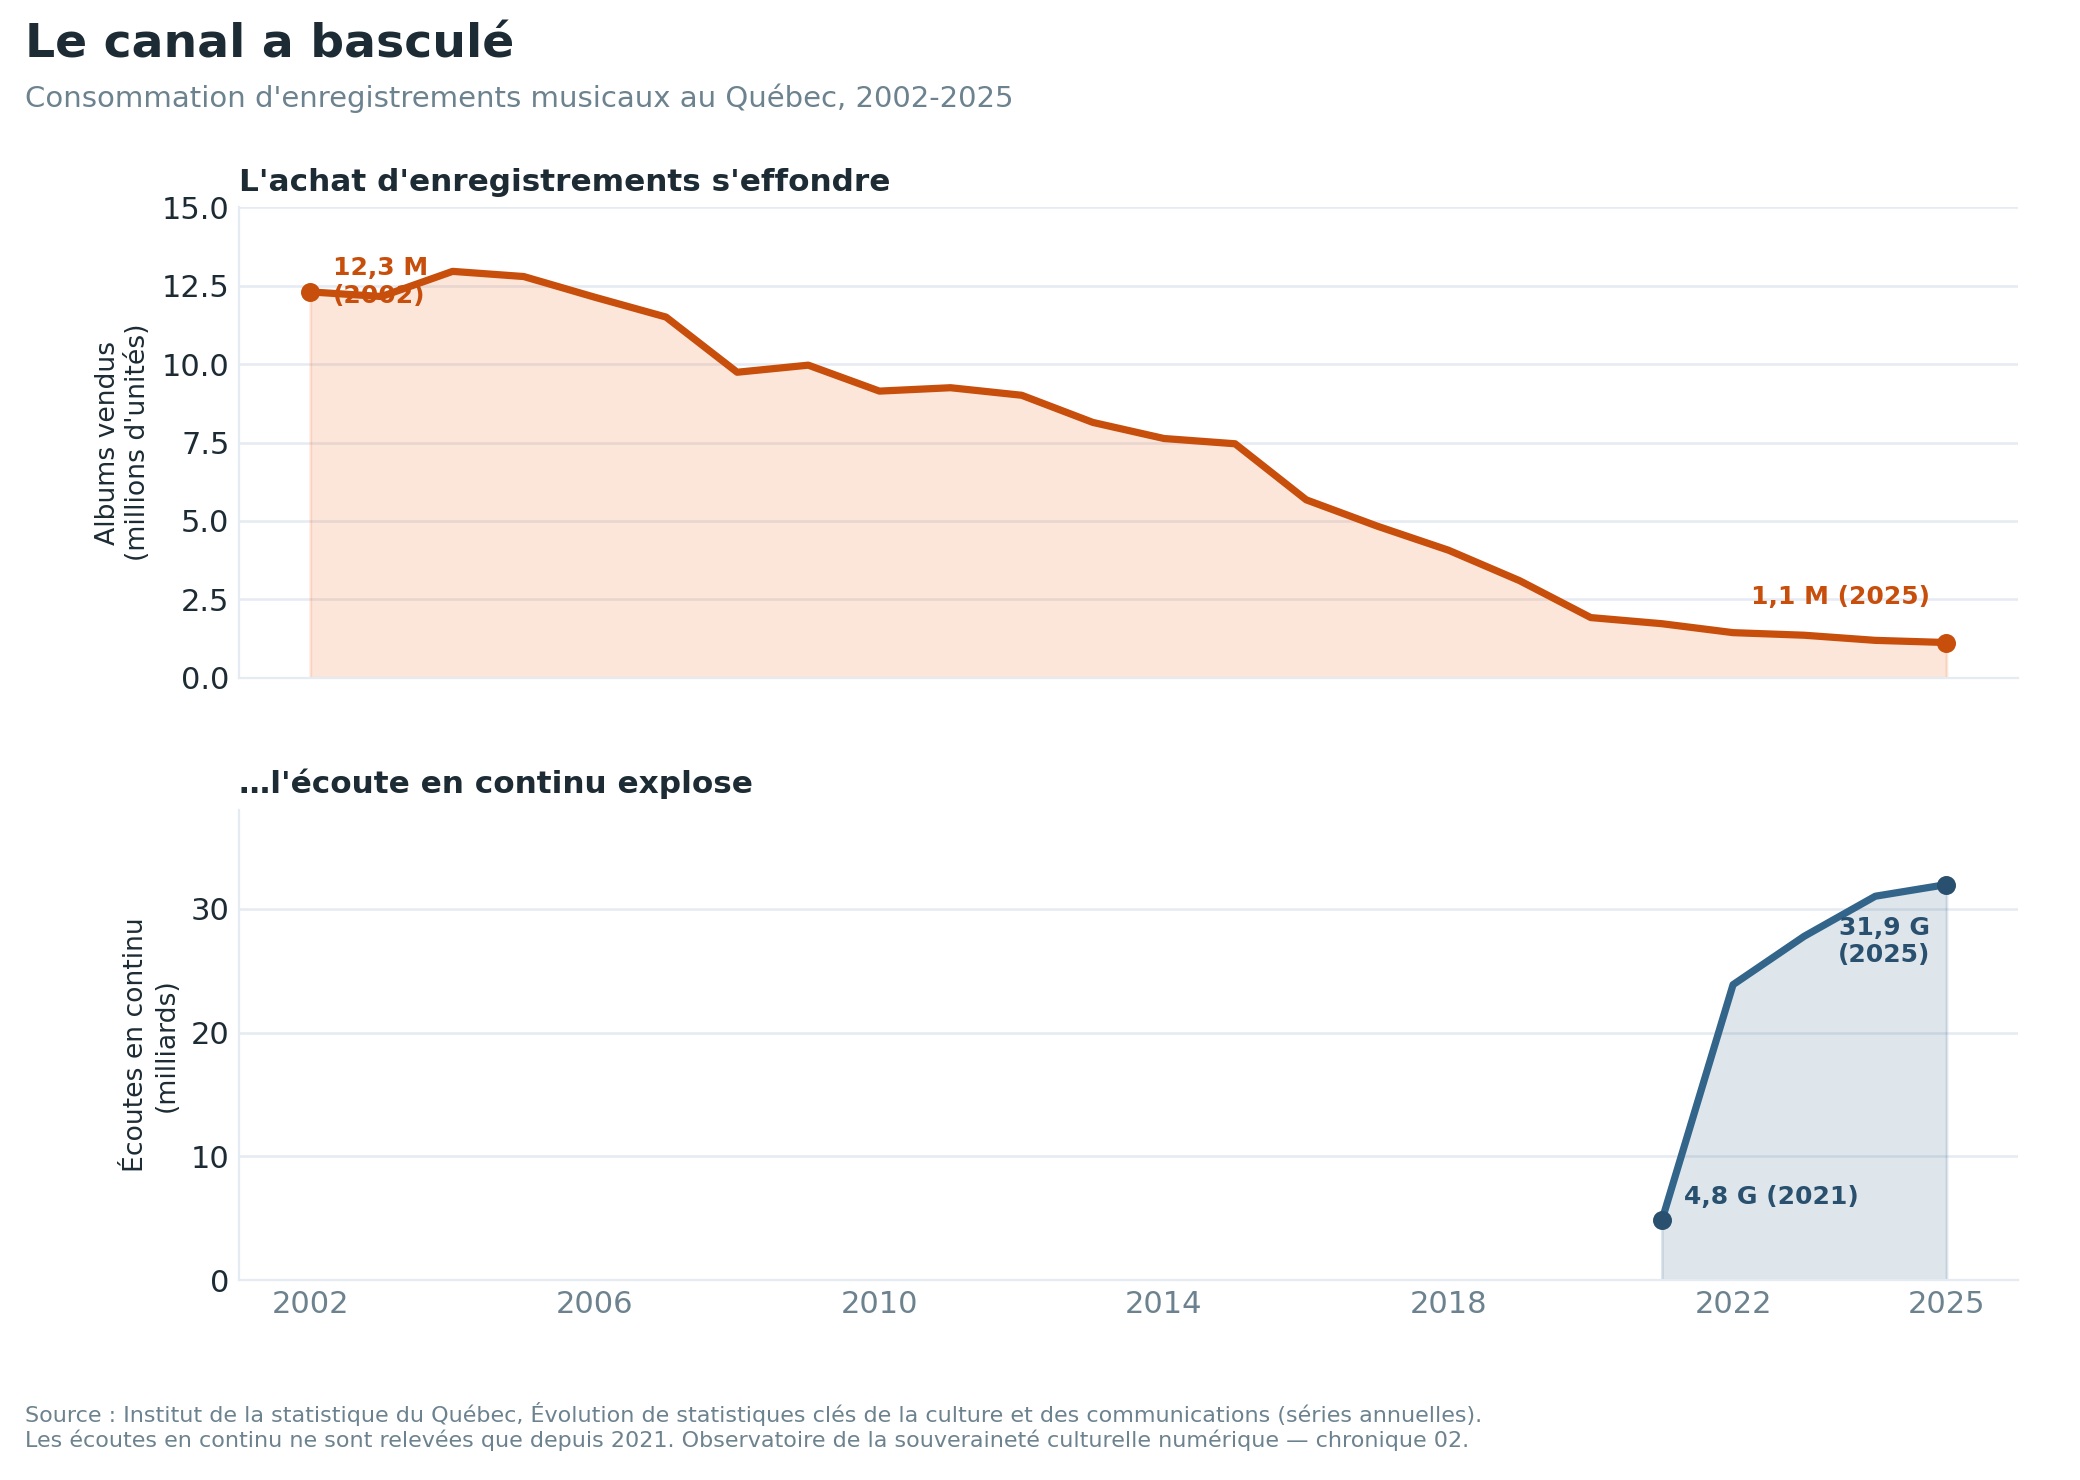 Le canal a basculé
Consommation d'enregistrements musicaux au Québec, 2002-2025
L'achat d'enregistrements s'effondre
Albums vendus
(millions d'unités)
15.0
12.5
10.0
7.5
5.0
2.5
0.0
12,3 M
(2002)
1,1 M (2025)
…l'écoute en continu explose
Écoutes en continu
(milliards)
30
20
10
0
31,9 G
(2025)
4,8 G (2021)
2002
2006
2010
2014
2018
2022
2025
Source : Institut de la statistique du Québec, Évolution de statistiques clés de la culture et des communications (séries annuelles).
Les écoutes en continu ne sont relevées que depuis 2021. Observatoire de la souveraineté culturelle numérique — chronique 02.